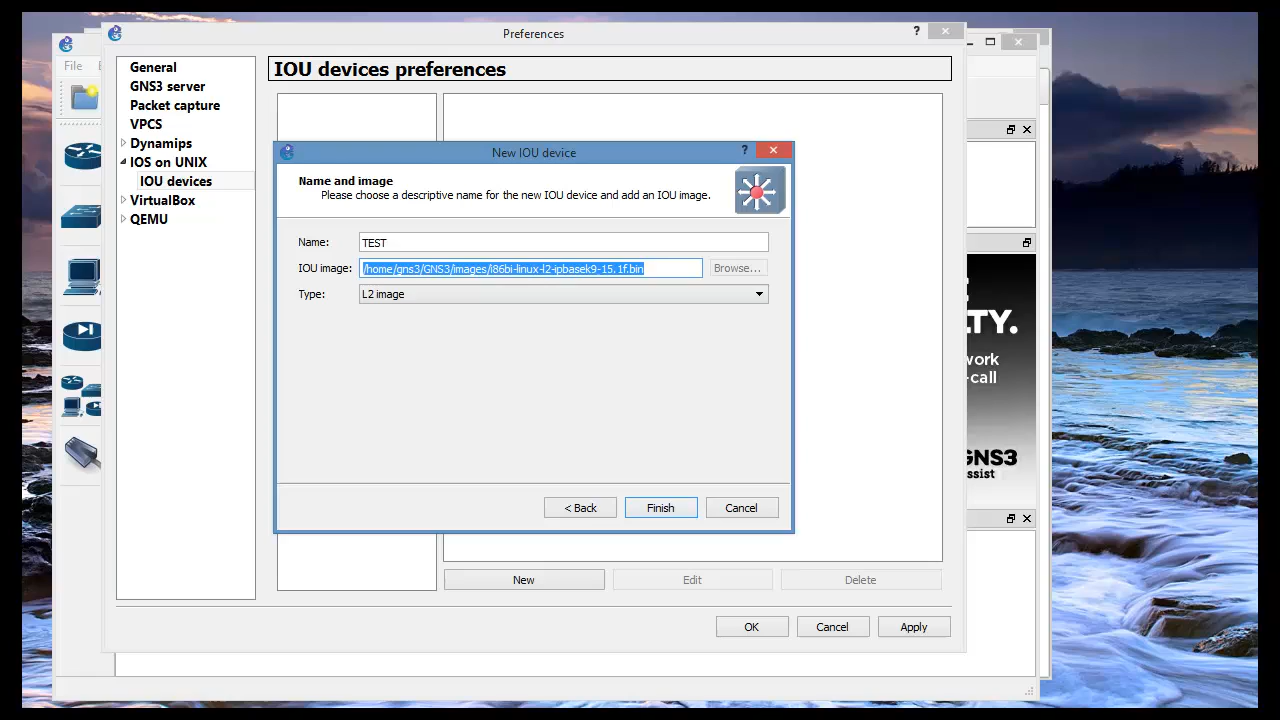 Preferences
?
File
General
GNS3 server
Packet capture
VPCS
Dynamips
IOS on UNIX
IOU devices
VirtualBox
QEMU
IOU devices preferences
New IOU device
?
Name and image
Please choose a descriptive name for the new IOU device and add an IOU image.
Name:
TEST
IOU image:
/home/gns3/GNS3/images/i86bi-linux-l2-ipbasek9-15.1f.bin
Browse...
Type:
L2 image
< Back
Finish
Cancel
New
Edit
Delete
OK
Cancel
Apply
LTY.
work
-call
GNS3
ssist